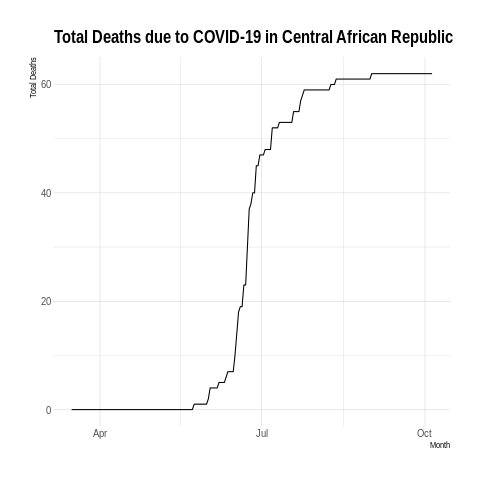 Total Deaths due to COVID-19 in Central African Republic
Total Deaths
60
40
20
0
Apr Jul Oct
Month